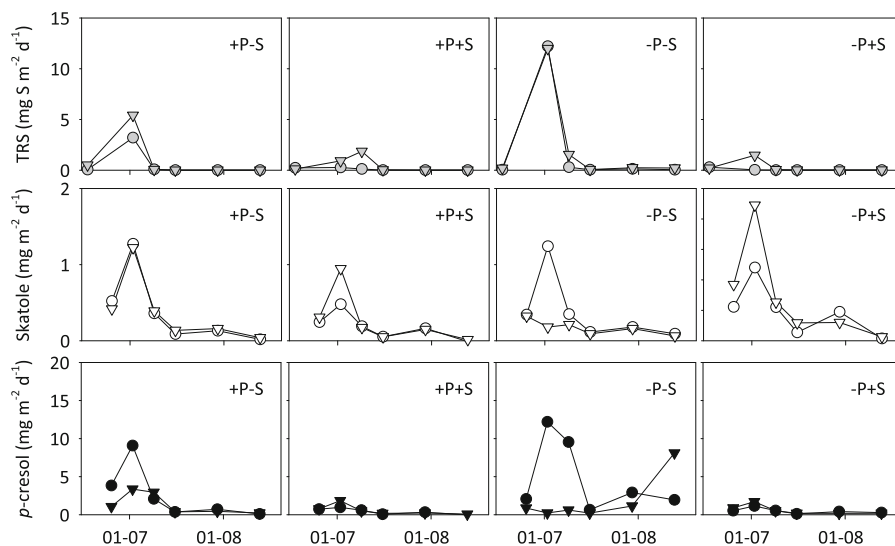 15
10
5
0
TRS (mg S m⁻² d⁻¹)
+P-S
+P+S
-P-S
-P+S
2
1
0
Skatole (mg m⁻² d⁻¹)
+P-S
+P+S
-P-S
-P+S
20
15
10
5
0
p-cresol (mg m⁻² d⁻¹)
+P-S
+P+S
-P-S
-P+S
01-07
01-08
01-07
01-08
01-07
01-08
01-07
01-08